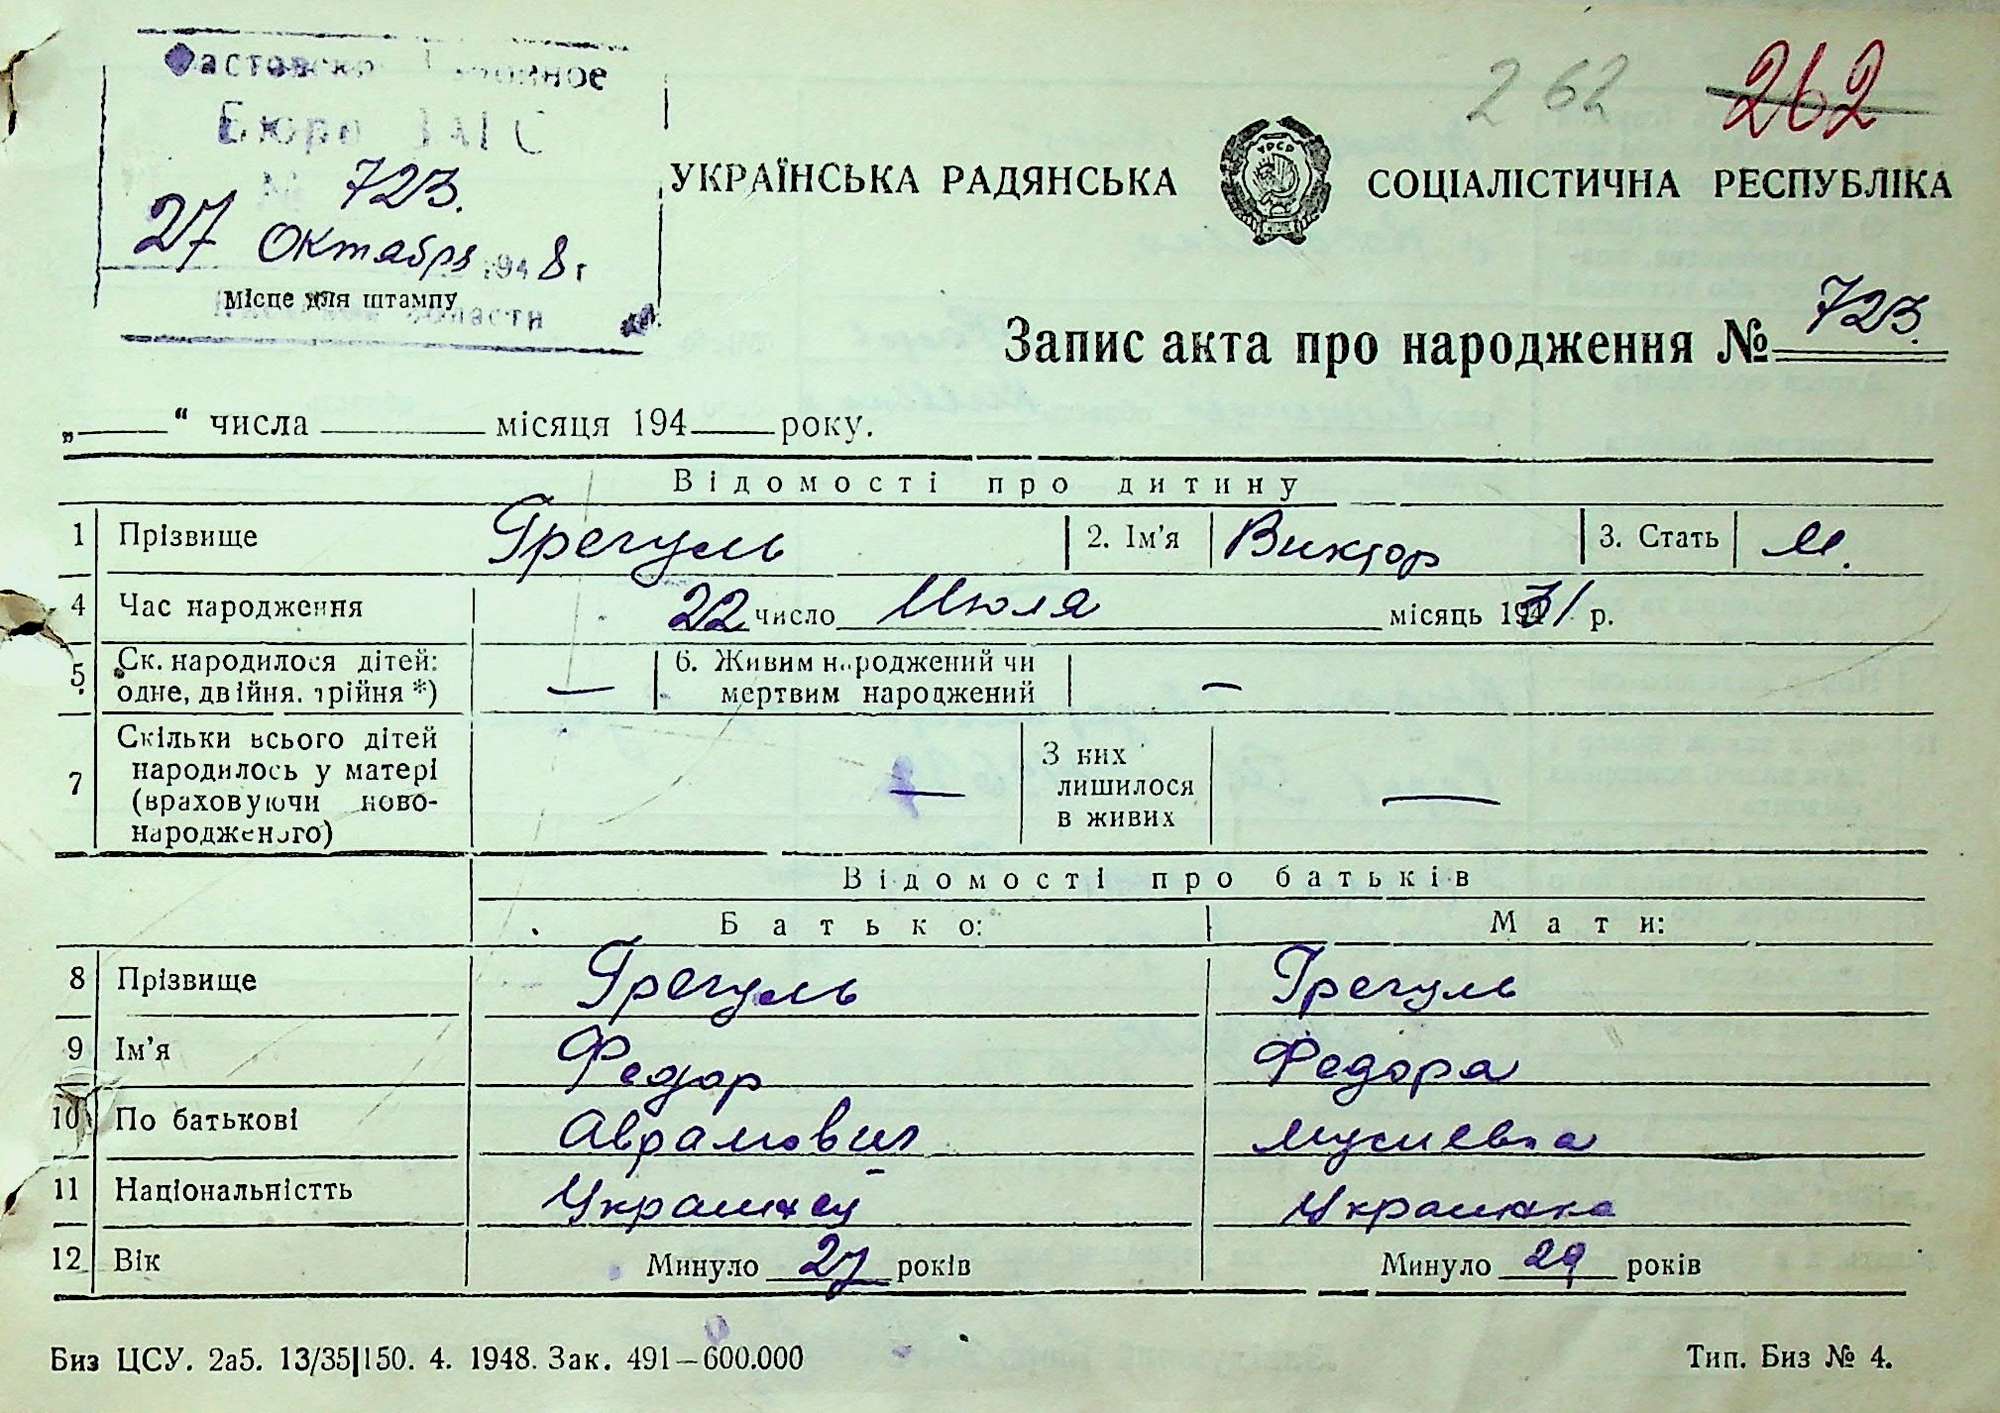 Фастовско районное
Бюро ЗАГС
262
262
№ 723.
27 Октября 1948 г
Місце для штампу
Киевской области
УКРАЇНСЬКА РАДЯНСЬКА СОЦІАЛІСТИЧНА РЕСПУБЛІКА
УРСР
Запис акта про народження № 723.
„ “ числа місяця 194 року.
Відомості про дитину
1 Прізвище Грегуль 2. Ім'я Виктор 3. Стать М.
4 Час народження 22 число Июля місяць 1931 р.
5. Ск. народилося дітей: одне, двійня, трійня *) — 6. Живим народжений чи мертвим народжений —
7 Скільки всього дітей народилось у матері (враховуючи новонародженого) — З них лишилося в живих —
Відомості про батьків
Батько: Мати:
8 Прізвище Грегуль Грегуль
9 Ім'я Федор Федора
10 По батькові Аврамович Мусиевна
11 Національністть Украинец Украинка
12 Вік Минуло 27 років Минуло 29 років
Биз ЦСУ. 2а5. 13/35|150. 4. 1948. Зак. 491—600.000 Тип. Биз № 4.